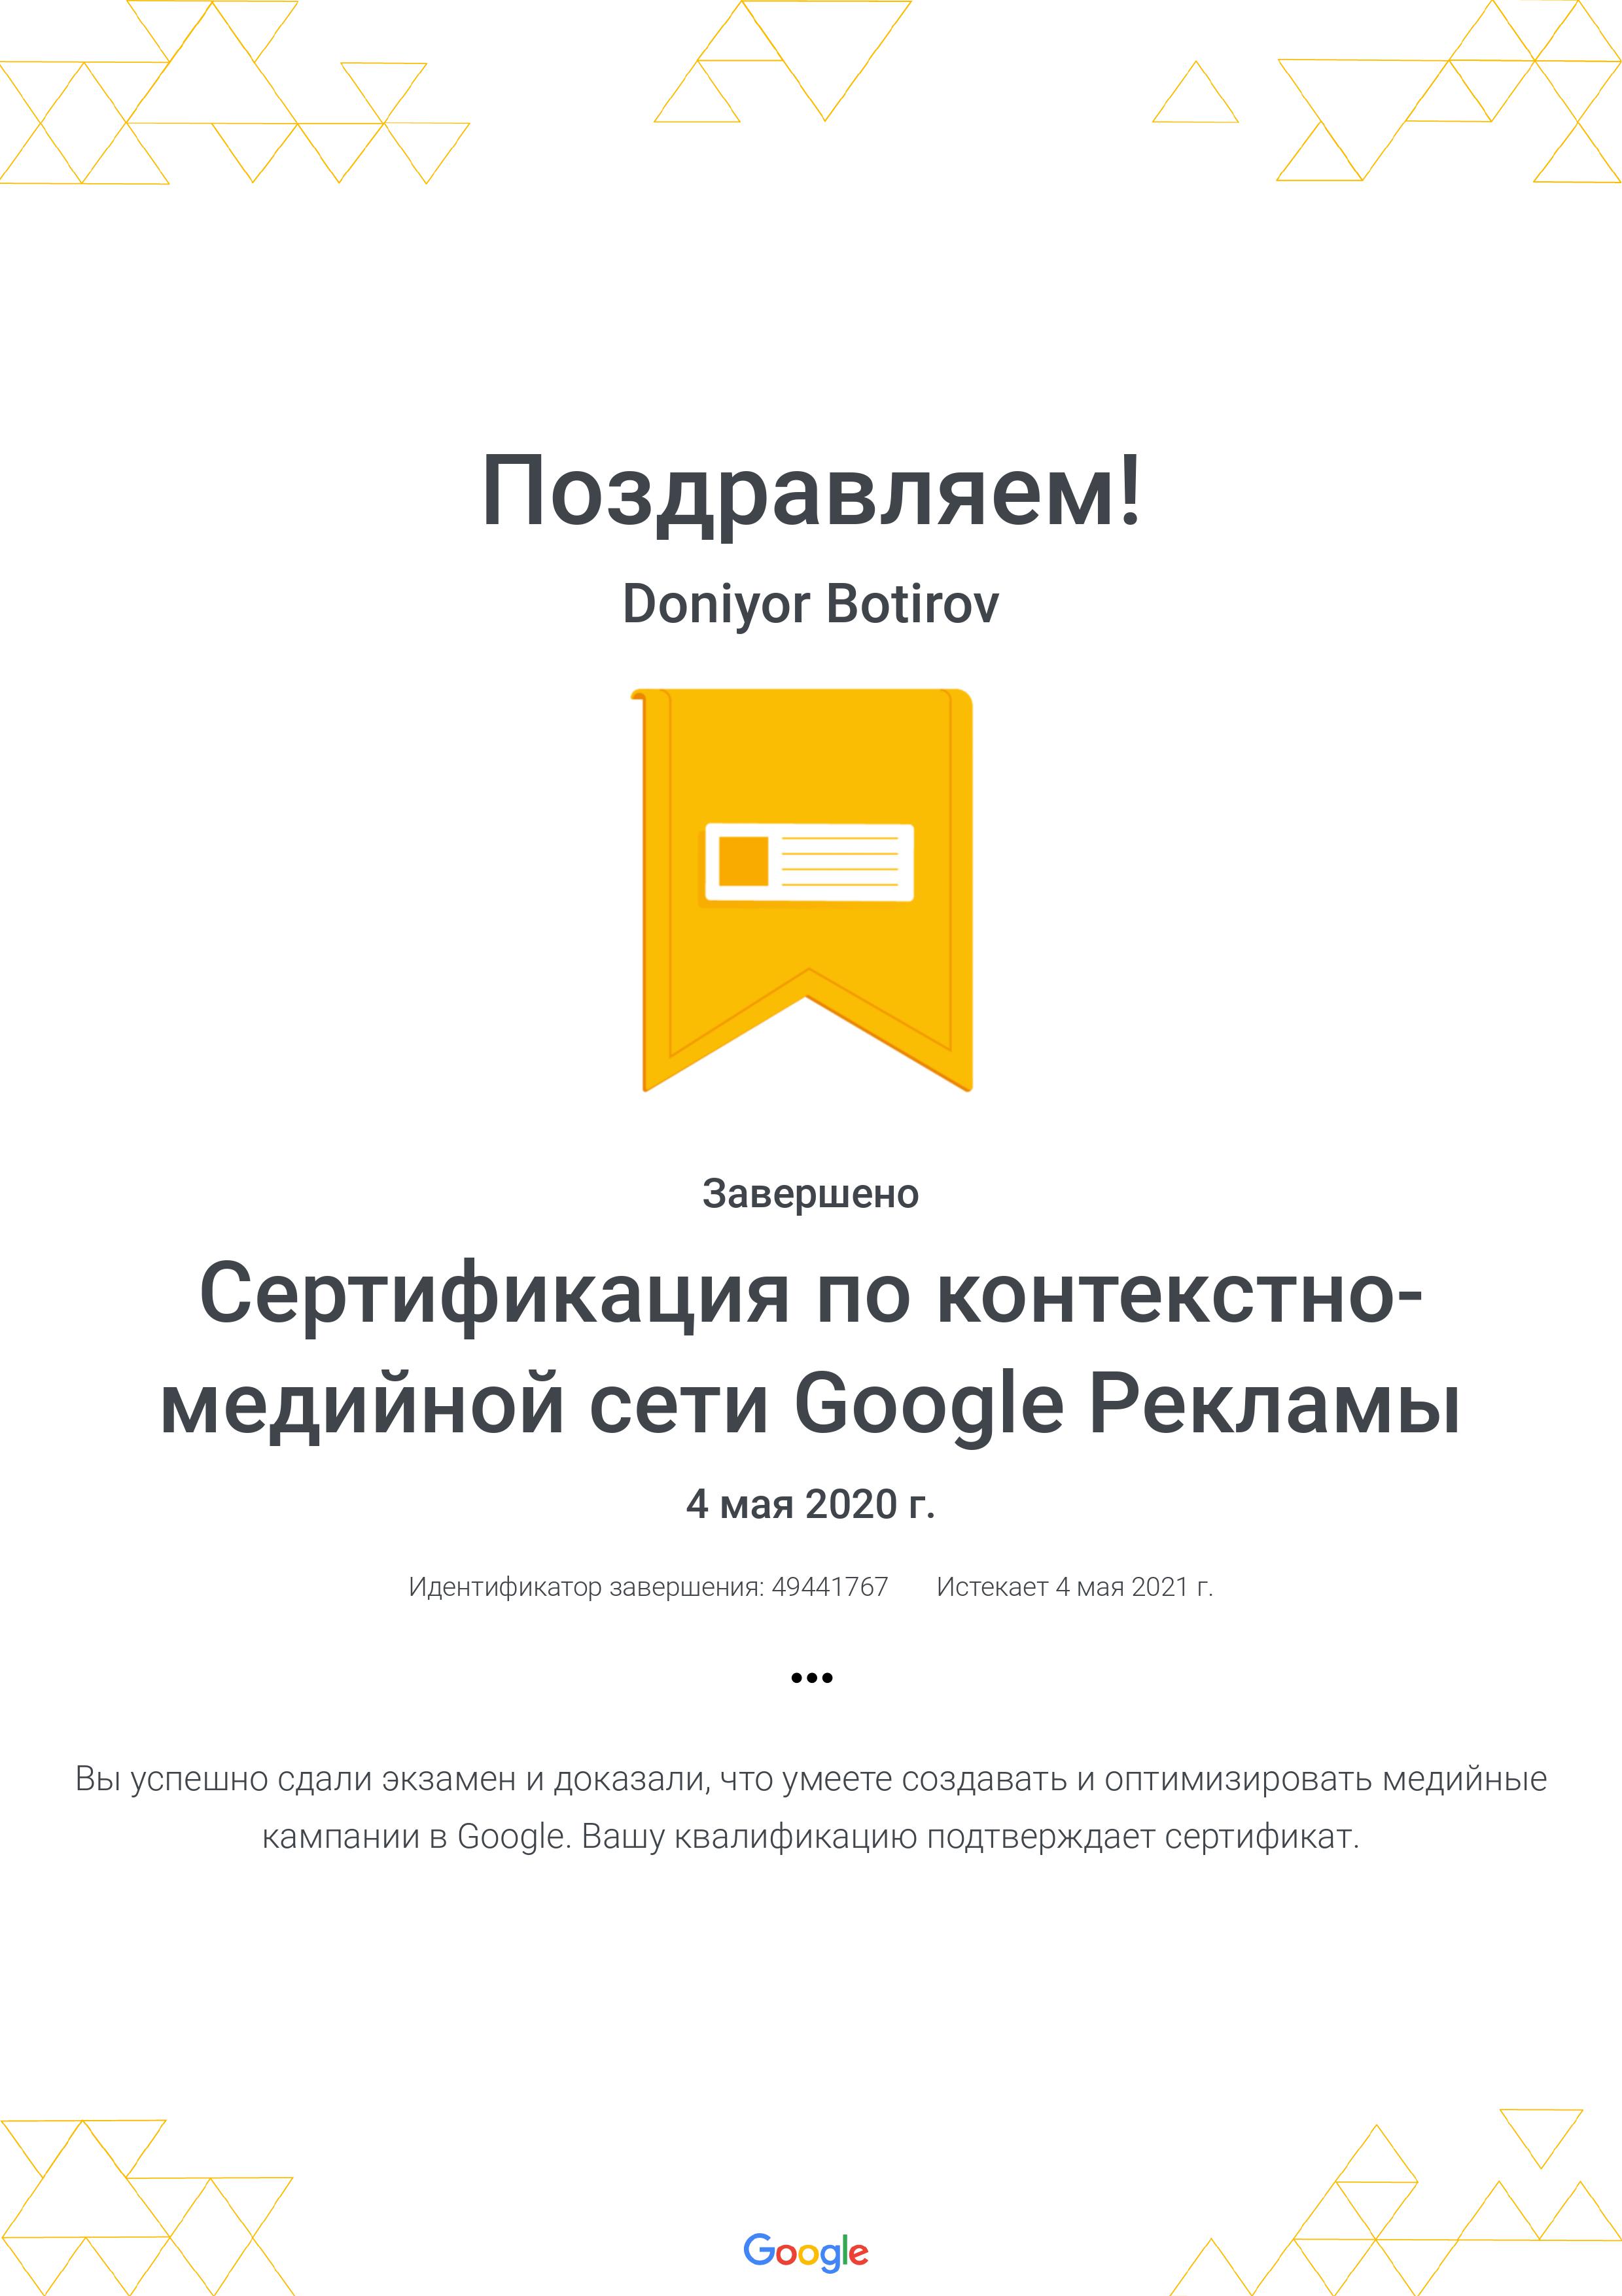 Поздравляем!
Doniyor Botirov
Завершено
Сертификация по контекстно-
медийной сети Google Рекламы
4 мая 2020 г.
Идентификатор завершения: 49441767 Истекает 4 мая 2021 г.
...
Вы успешно сдали экзамен и доказали, что умеете создавать и оптимизировать медийные
кампании в Google. Вашу квалификацию подтверждает сертификат.
Google